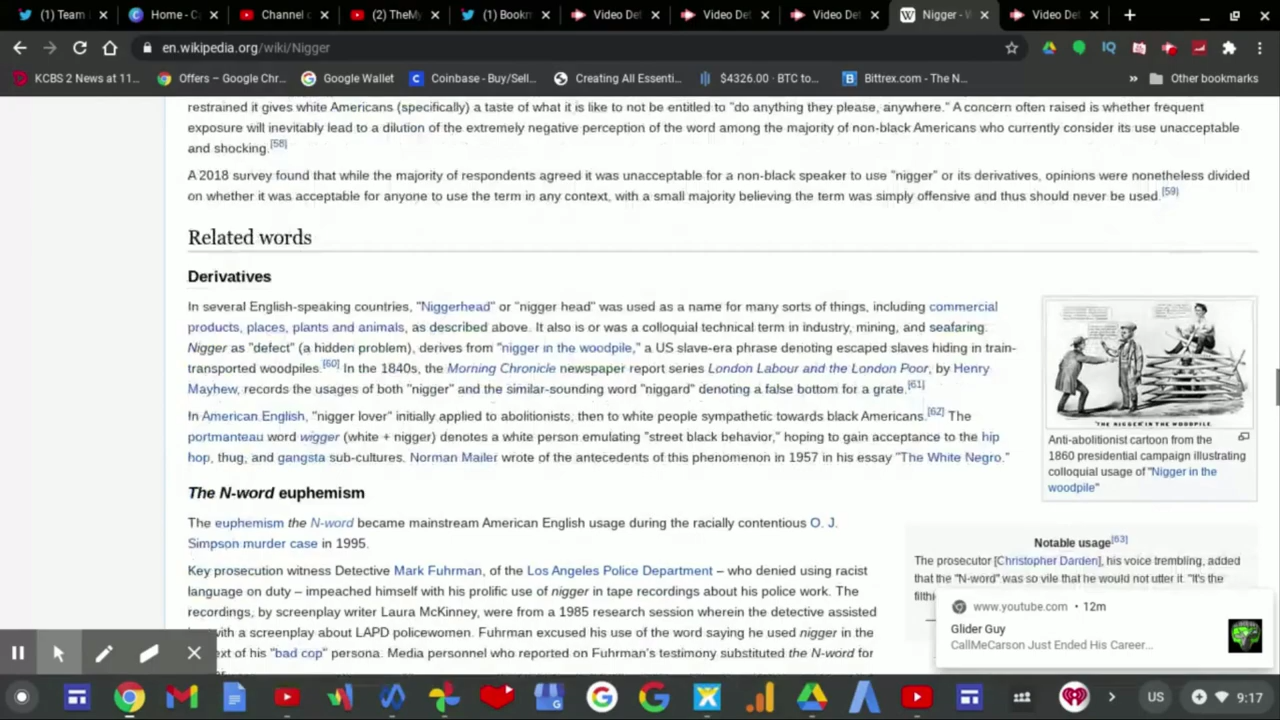 (1) Team
Home - C
Channel c
(2) TheMy
(1) Bookm
Video Det
Video Det
Video Det
Nigger - W
Video Det
en.wikipedia.org/wiki/Nigger
KCBS 2 News at 11...
Offers – Google Chr...
Google Wallet
Coinbase - Buy/Sell...
Creating All Essenti...
$4326.00 · BTC to...
Bittrex.com - The N...
» Other bookmarks
restrained it gives white Americans (specifically) a taste of what it is like to not be entitled to "do anything they please, anywhere." A concern often raised is whether frequent
exposure will inevitably lead to a dilution of the extremely negative perception of the word among the majority of non-black Americans who currently consider its use unacceptable
and shocking.[58]
A 2018 survey found that while the majority of respondents agreed it was unacceptable for a non-black speaker to use "nigger" or its derivatives, opinions were nonetheless divided
on whether it was acceptable for anyone to use the term in any context, with a small majority believing the term was simply offensive and thus should never be used.[59]
Related words
Derivatives
In several English-speaking countries, "Niggerhead" or "nigger head" was used as a name for many sorts of things, including commercial
products, places, plants and animals, as described above. It also is or was a colloquial technical term in industry, mining, and seafaring.
Nigger as "defect" (a hidden problem), derives from "nigger in the woodpile," a US slave-era phrase denoting escaped slaves hiding in train-
transported woodpiles.[60] In the 1840s, the Morning Chronicle newspaper report series London Labour and the London Poor, by Henry
Mayhew, records the usages of both "nigger" and the similar-sounding word "niggard" denoting a false bottom for a grate.[61]
In American English, "nigger lover" initially applied to abolitionists, then to white people sympathetic towards black Americans.[62] The
portmanteau word wigger (white + nigger) denotes a white person emulating "street black behavior," hoping to gain acceptance to the hip
hop, thug, and gangsta sub-cultures. Norman Mailer wrote of the antecedents of this phenomenon in 1957 in his essay "The White Negro."
"THE NIGGER" IN THE WOODPILE.
Anti-abolitionist cartoon from the
1860 presidential campaign illustrating
colloquial usage of "Nigger in the
woodpile"
The N-word euphemism
The euphemism the N-word became mainstream American English usage during the racially contentious O. J.
Simpson murder case in 1995.
Key prosecution witness Detective Mark Fuhrman, of the Los Angeles Police Department – who denied using racist
language on duty – impeached himself with his prolific use of nigger in tape recordings about his police work. The
recordings, by screenplay writer Laura McKinney, were from a 1985 research session wherein the detective assisted
with a screenplay about LAPD policewomen. Fuhrman excused his use of the word saying he used nigger in the
ext of his "bad cop" persona. Media personnel who reported on Fuhrman's testimony substituted the N-word for
Notable usage[63]
The prosecutor [Christopher Darden], his voice trembling, added
that the "N-word" was so vile that he would not utter it. "It's the
filthi
www.youtube.com • 12m
Glider Guy
CallMeCarson Just Ended His Career...
US
9:17